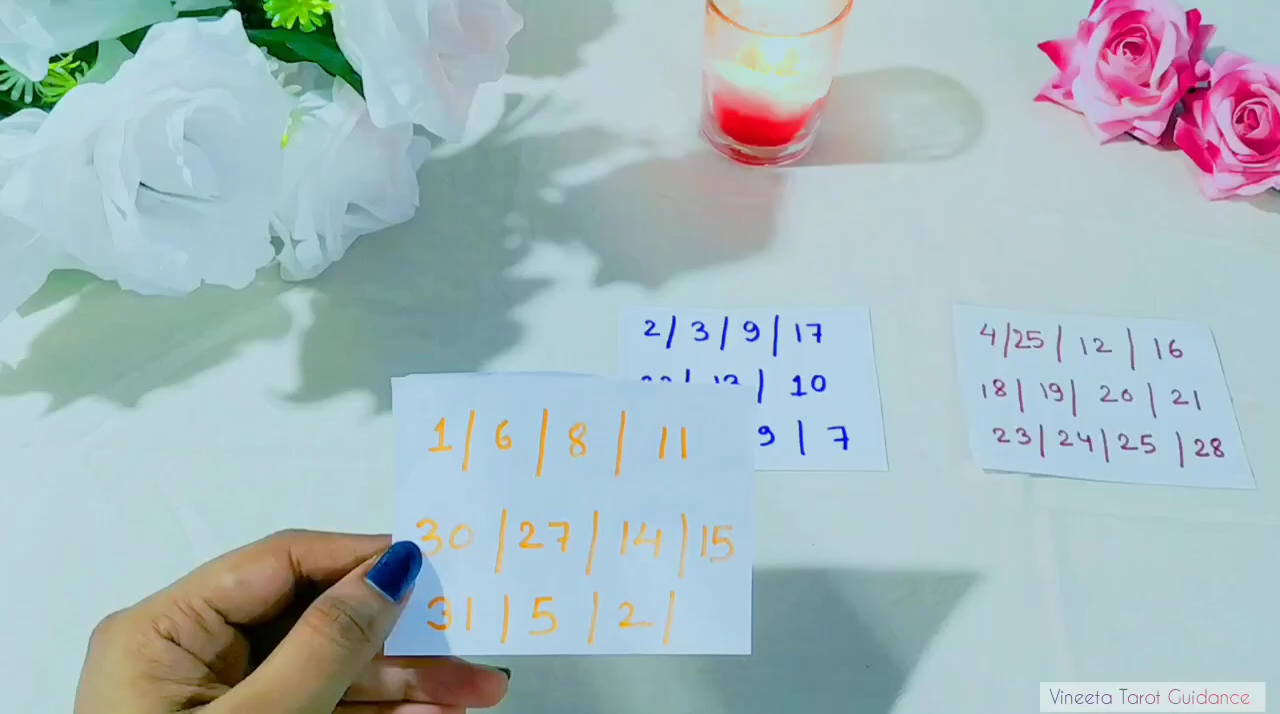 1/ 6/ 8/ 11
30/27/14/15
31/5/2/
2/ 3/ 9/ 17
/ 10
9/ 7
4/25/ 12/ 16
18/ 19/ 20/ 21
23/24/25/28
Vineeta Tarot Guidance